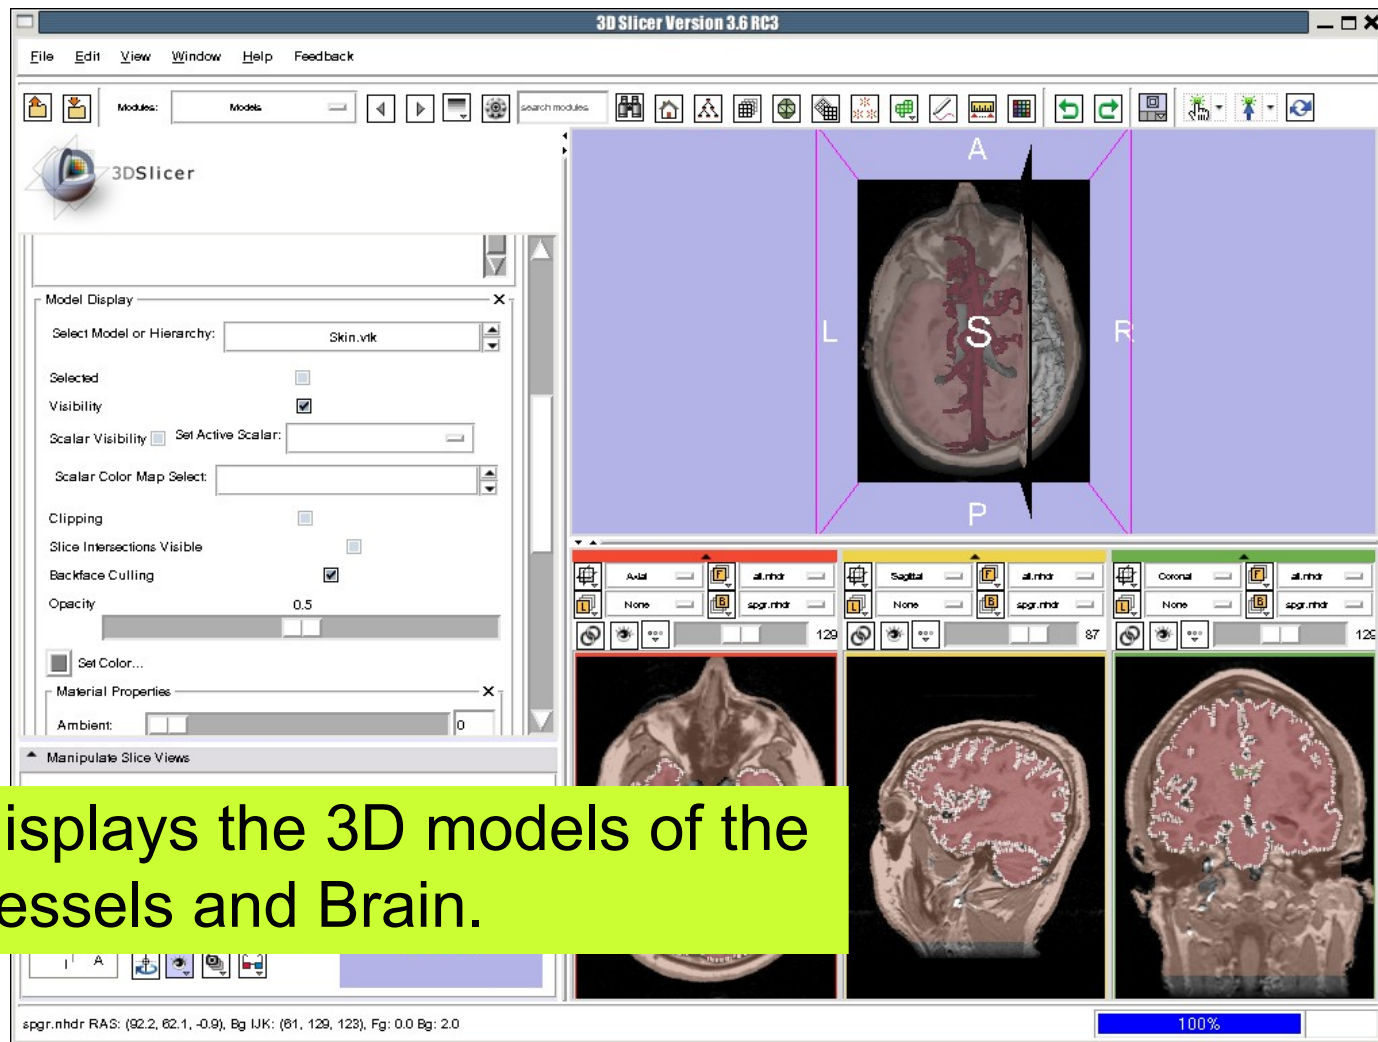 3D Slicer Version 3.6 RC3
File Edit View Window Help Feedback
Modules: Models search modules
3DSlicer
A
L S R
P
Model Display
Select Model or Hierarchy: Skin.vtk
Selected
Visibility
Scalar Visibility Set Active Scalar:
Scalar Color Map Select:
Clipping
Slice Intersections Visible
Backface Culling
Opacity 0.5
Set Color...
Material Properties
Ambient: 0
Manipulate Slice Views
Axial F all.nhdr
L None B spgr.nhdr
129
Sagittal F all.nhdr
L None B spgr.nhdr
87
Coronal F all.nhdr
L None B spgr.nhdr
129
isplays the 3D models of the
essels and Brain.
A
spgr.nhdr RAS: (92.2, 62.1, -0.9), Bg IJK: (61, 129, 123), Fg: 0.0 Bg: 2.0
100%